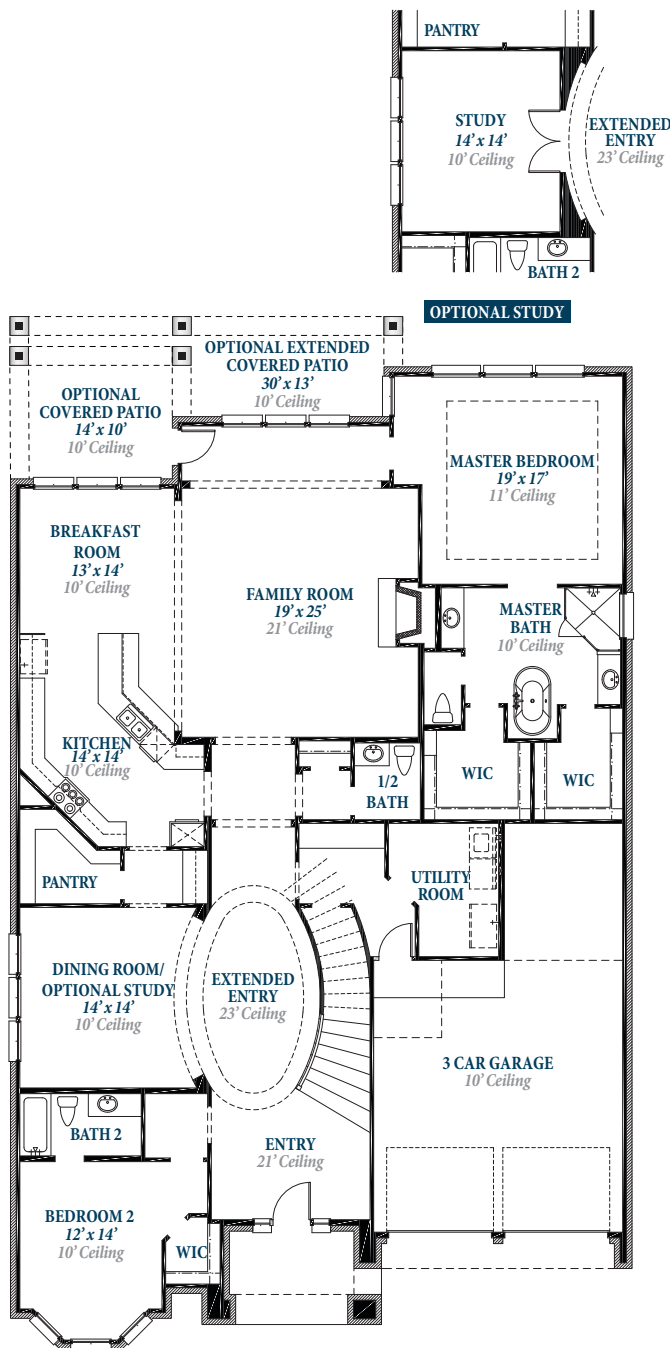 PANTRY
STUDY
14’ x 14’
10’ Ceiling
EXTENDED
ENTRY
23’ Ceiling
BATH 2
OPTIONAL STUDY
OPTIONAL EXTENDED
COVERED PATIO
30’ x 13’
10’ Ceiling
OPTIONAL
COVERED PATIO
14’ x 10’
10’ Ceiling
MASTER BEDROOM
19’ x 17’
11’ Ceiling
BREAKFAST
ROOM
13’ x 14’
10’ Ceiling
FAMILY ROOM
19’ x 25’
21’ Ceiling
MASTER
BATH
10’ Ceiling
KITCHEN
14’ x 14’
10’ Ceiling
1/2
BATH
WIC
WIC
PANTRY
UTILITY
ROOM
DINING ROOM/
OPTIONAL STUDY
14’ x 14’
10’ Ceiling
EXTENDED
ENTRY
23’ Ceiling
3 CAR GARAGE
10’ Ceiling
BATH 2
ENTRY
21’ Ceiling
BEDROOM 2
12’ x 14’
10’ Ceiling
WIC